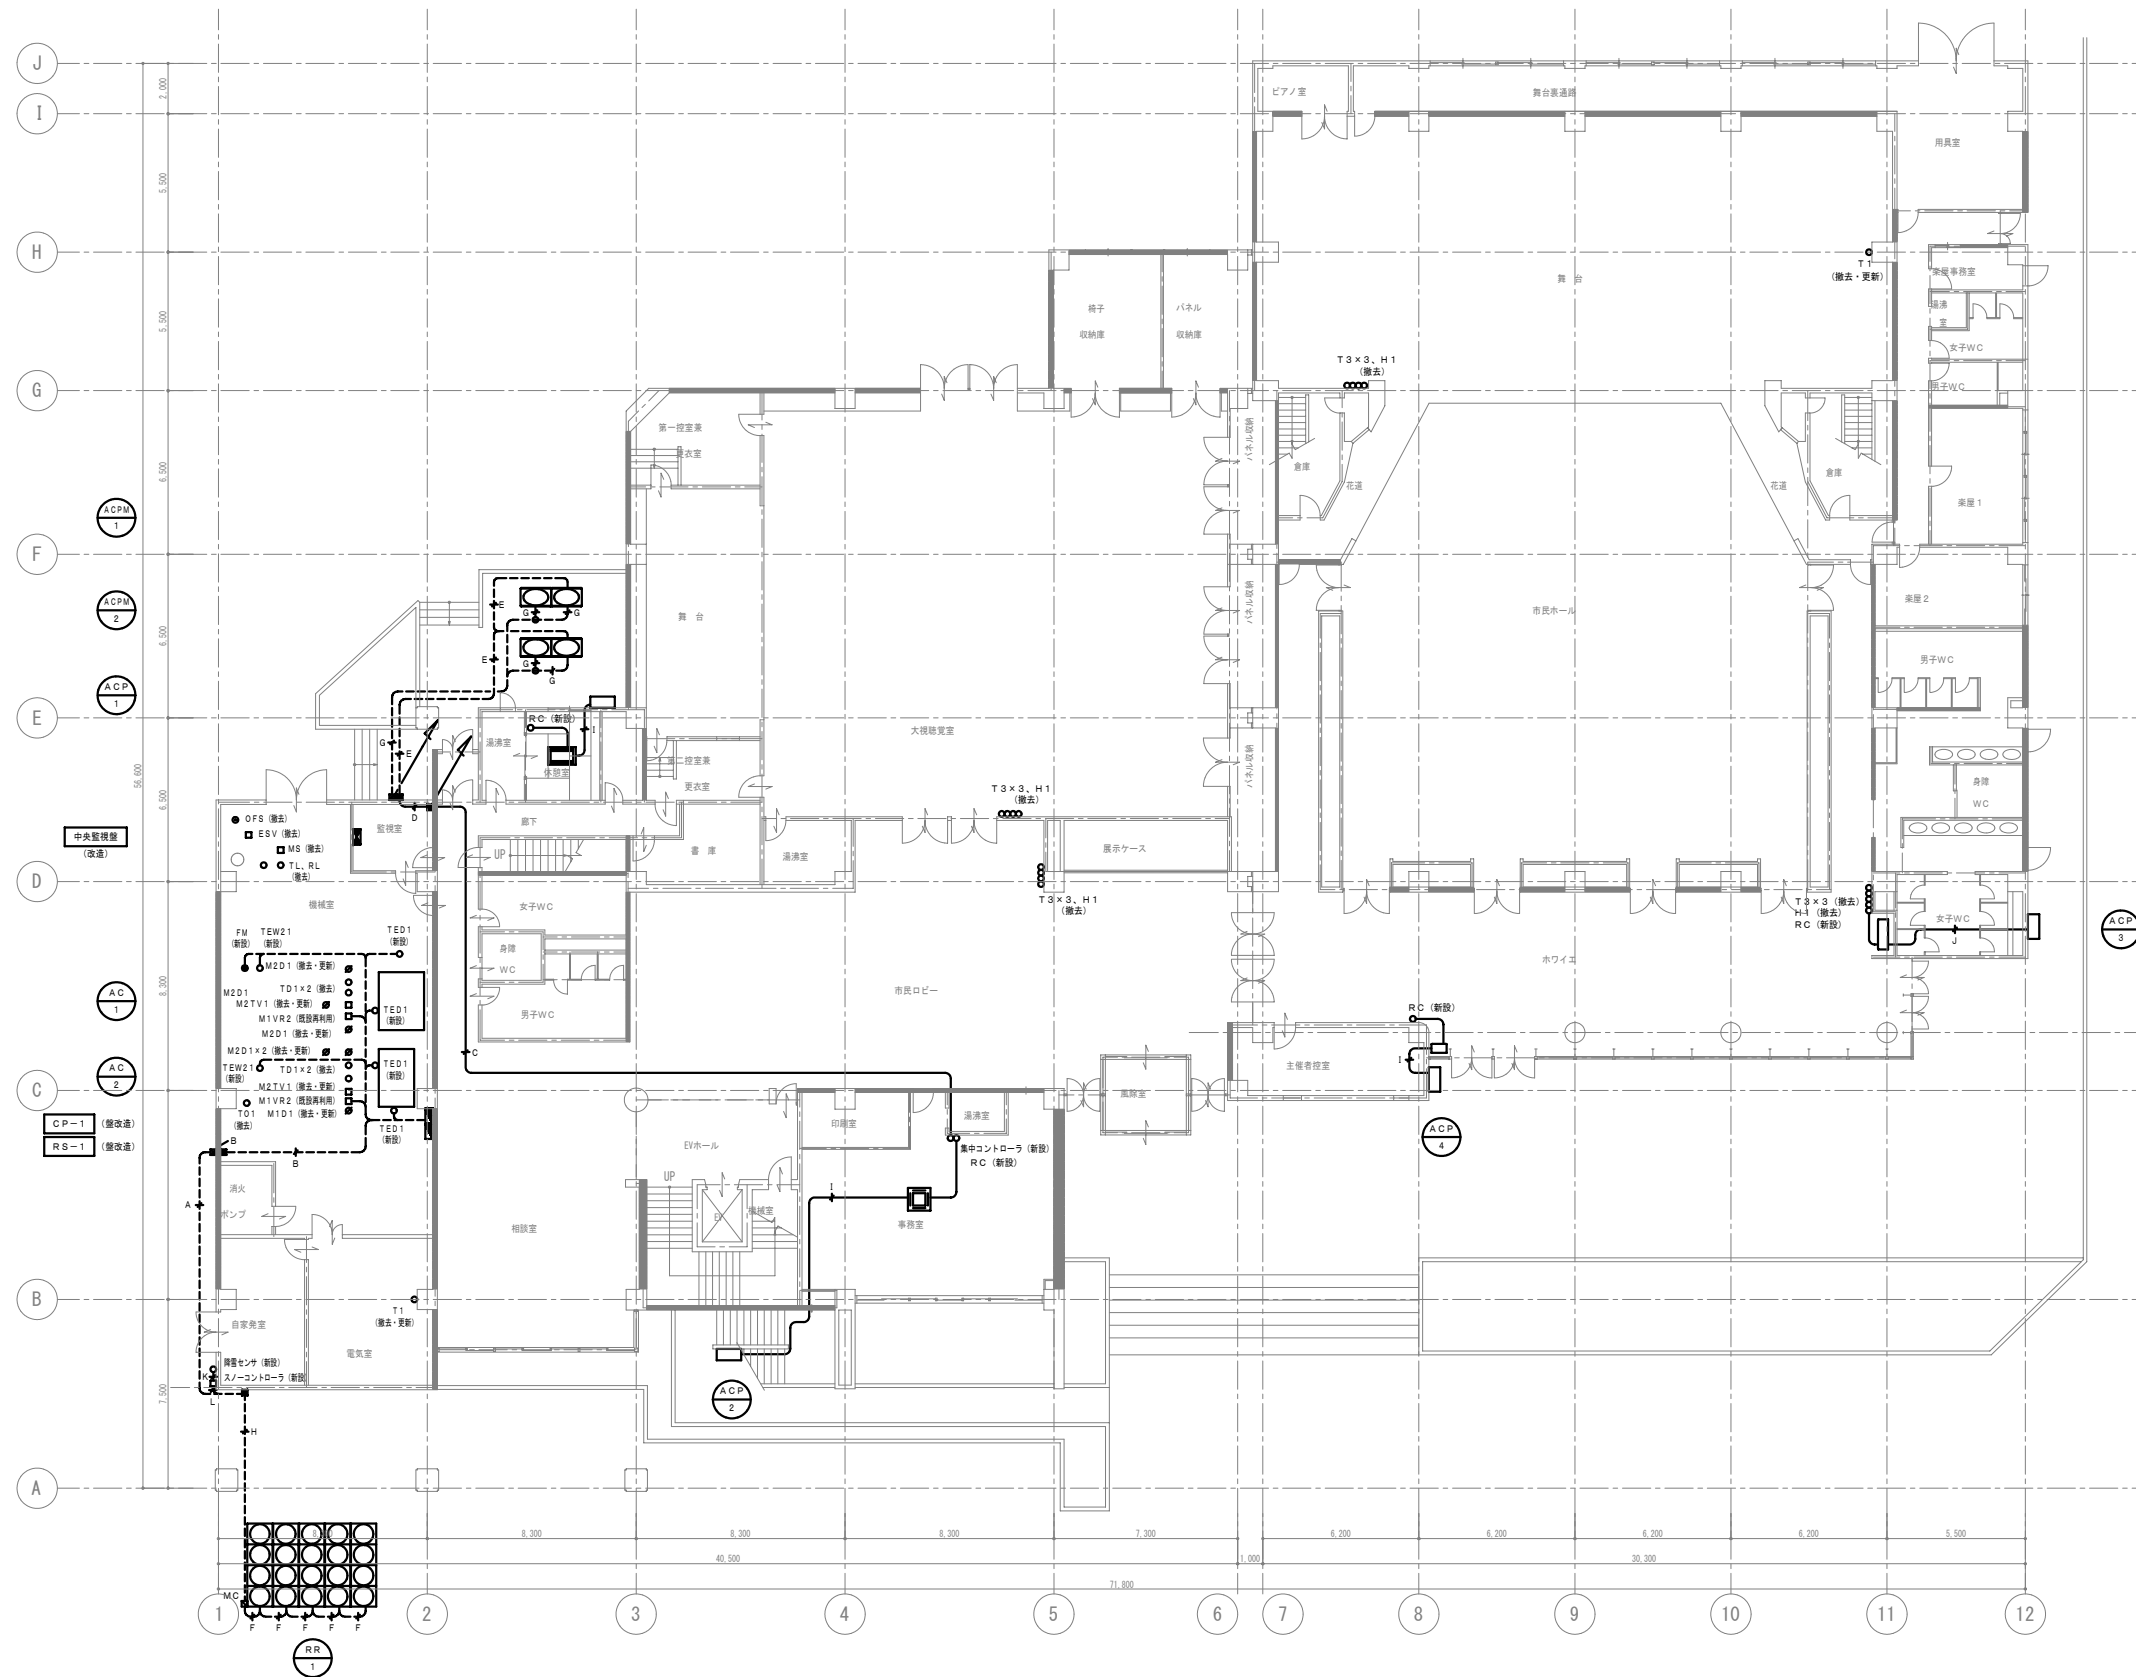 J
2,000
ピアノ室
舞台裏通路
I
5,500
用具室
H
T1
(撤去・更新)
舞 台
楽屋事務室
湯沸
室
女子WC
男子WC
椅子
収納庫
パネル
収納庫
5,500
T3×3、H1
(撤去)
G
第一控室兼
更衣室
パネル収納
倉庫
花道
花道
倉庫
楽屋1
6,500
ACPM
1
F
ACPM
2
E
G
G
舞 台
パネル収納
市民ホール
楽屋2
E
G
G
6,500
男子WC
ACP
1
E
RC (新設)
I
湯沸室
休憩室
大視聴覚室
第二控室兼
更衣室
パネル収納
身障
WC
G
E
56,600
6,500
D
T3×3、H1
(撤去)
OFS (撤去)
ESV (撤去)
MS (撤去)
TL、RL
(撤去)
監視室
廊下
UP
書 庫
湯沸室
展示ケース
中央監視盤
(改造)
D
機械室
女子WC
T3×3、H1
(撤去)
T3×3 (撤去)
H1 (撤去)
RC (新設)
女子WC
J
ACP
3
FM
(新設)
TEW21
(新設)
TED1
(新設)
身障
WC
ホワイエ
8,300
M2D1 (撤去・更新)
TD1×2 (撤去)
M2D1
M2TV1 (撤去・更新)
M1VR2 (既設再利用)
M2D1 (撤去・更新)
TED1
(新設)
AC
1
市民ロビー
男子WC
RC (新設)
M2D1×2 (撤去・更新)
TEW21
(新設)
TD1×2 (撤去)
M2TV1 (撤去・更新)
M1VR2 (既設再利用)
TO1
(撤去)
M1D1 (撤去・更新)
TED1
(新設)
TED1
(新設)
AC
2
C
I
主催者控室
風除室
C
CP-1
(盤改造)
RS-1
(盤改造)
B
B
印刷室
湯沸室
集中コントローラ (新設)
RC (新設)
ACP
4
EVホール
UP
EV
機械室
I
事務室
相談室
消火
ポンプ
A
B
T1
(撤去・更新)
自家発室
電気室
降雪センサ (新設)
スノーコントローラ (新設
K
L
7,500
ACP
2
H
A
8,300
8,300
8,300
7,300
6,200
6,200
6,200
6,200
5,500
40,500
1,000
30,300
71,800
MC
1
2
3
4
5
6
7
8
9
10
11
12
F
F
F
F
F
RR
1